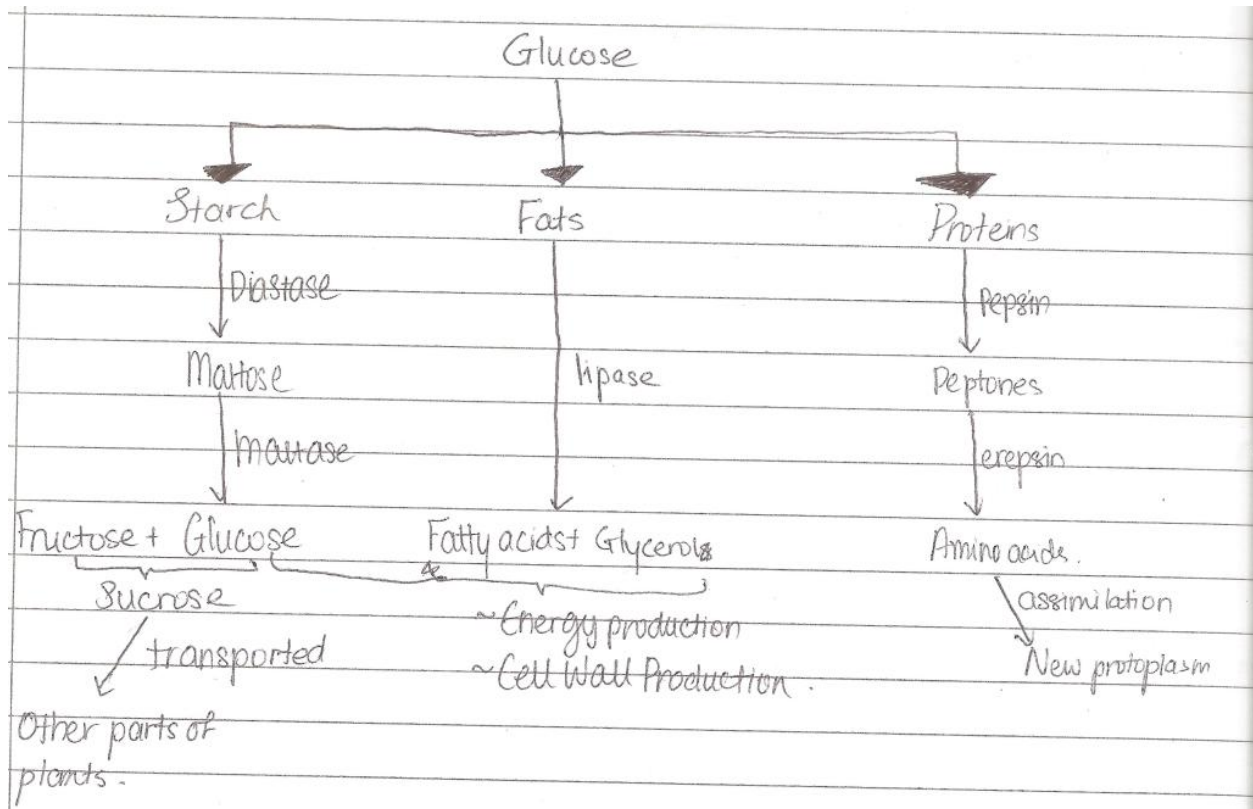 Glucose
Starch Fats Proteins
Diastase Pepsin
Maltose lipase Peptones
Maltase erepsin
Fructose + Glucose Fatty acids + Glycerols Amino acids.
Sucrose assimilation
~Energy production
transported ~Cell Wall Production. New protoplasm
Other parts of
plants.